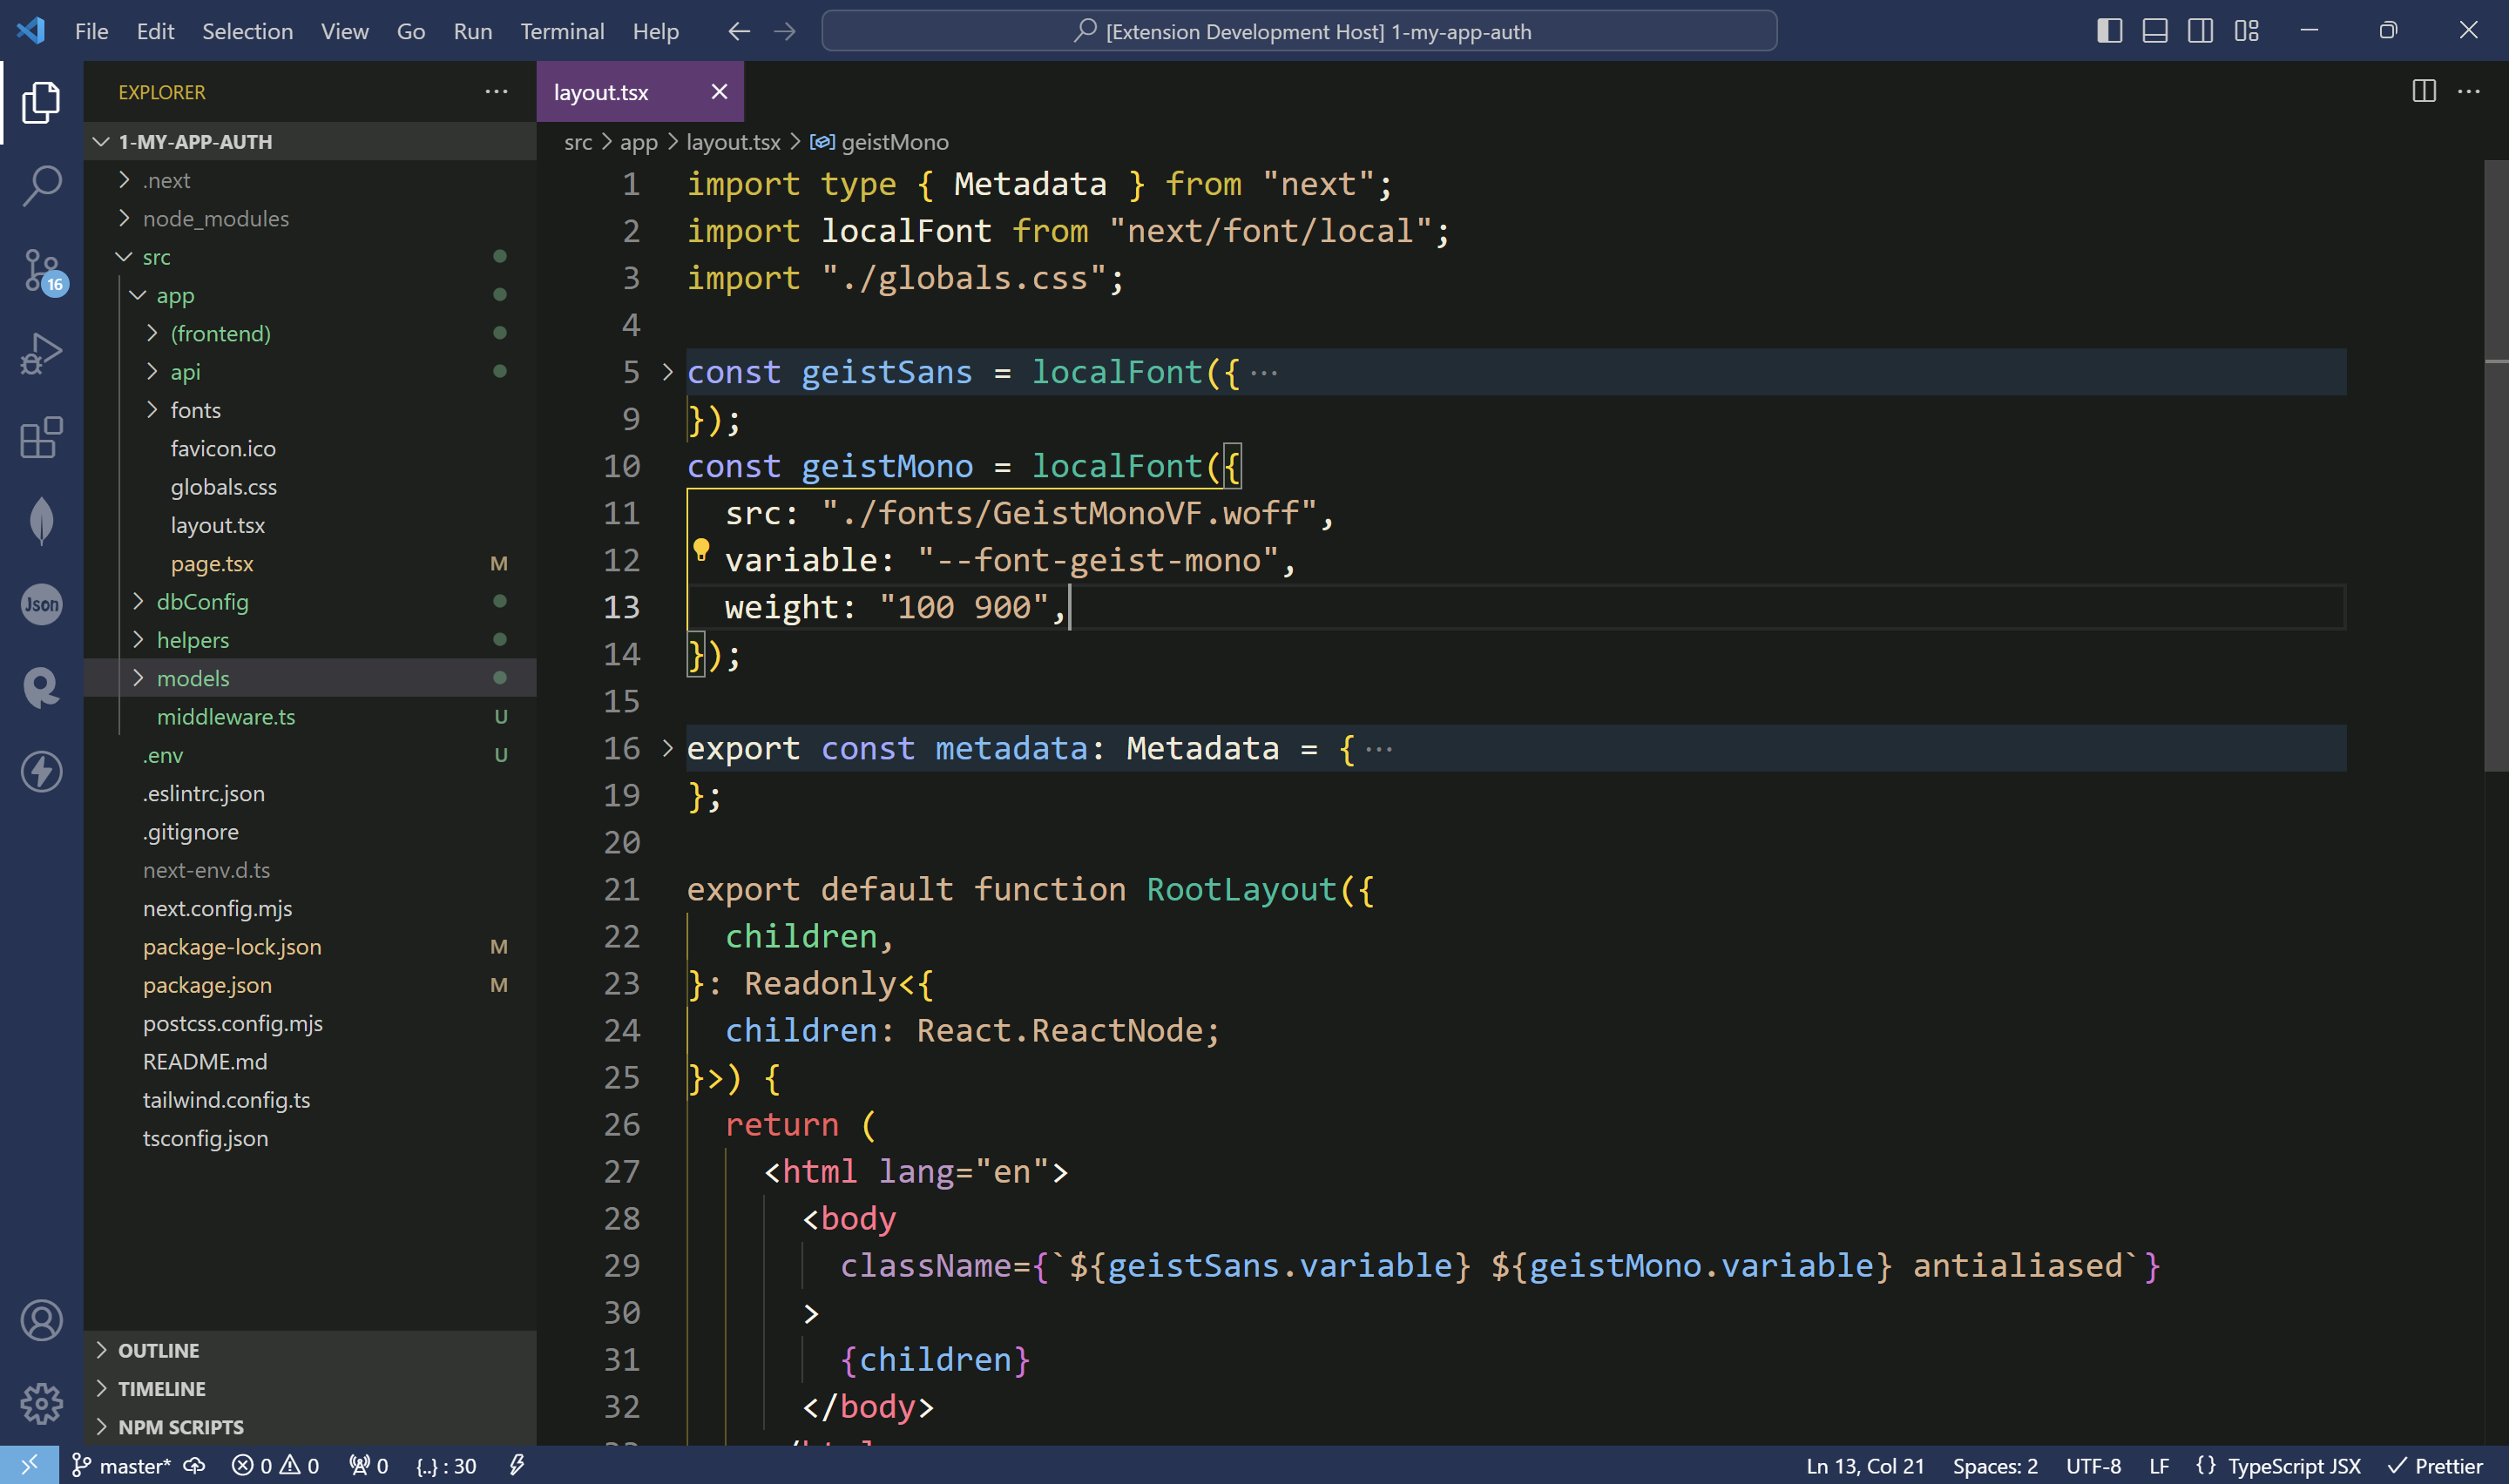 File Edit Selection View Go Run Terminal Help [Extension Development Host] 1-my-app-auth
EXPLORER
1-MY-APP-AUTH
.next
node_modules
src
app
(frontend)
api
fonts
favicon.ico
globals.css
layout.tsx
page.tsx M
dbConfig
helpers
models
middleware.ts U
.env U
.eslintrc.json
.gitignore
next-env.d.ts
next.config.mjs
package-lock.json M
package.json M
postcss.config.mjs
README.md
tailwind.config.ts
tsconfig.json
OUTLINE
TIMELINE
NPM SCRIPTS
16
Json
layout.tsx
src > app > layout.tsx > geistMono
1 import type { Metadata } from "next";
2 import localFont from "next/font/local";
3 import "./globals.css";
4
5 const geistSans = localFont({ ···
9 });
10 const geistMono = localFont({
11 src: "./fonts/GeistMonoVF.woff",
12 variable: "--font-geist-mono",
13 weight: "100 900",
14 });
15
16 export const metadata: Metadata = { ···
19 };
20
21 export default function RootLayout({
22 children,
23 }: Readonly<{
24 children: React.ReactNode;
25 }>) {
26 return (
27 <html lang="en">
28 <body
29 className={`${geistSans.variable} ${geistMono.variable} antialiased`}
30 >
31 {children}
32 </body>
master* 0 0 0 {..} : 30 Ln 13, Col 21 Spaces: 2 UTF-8 LF {} TypeScript JSX Prettier